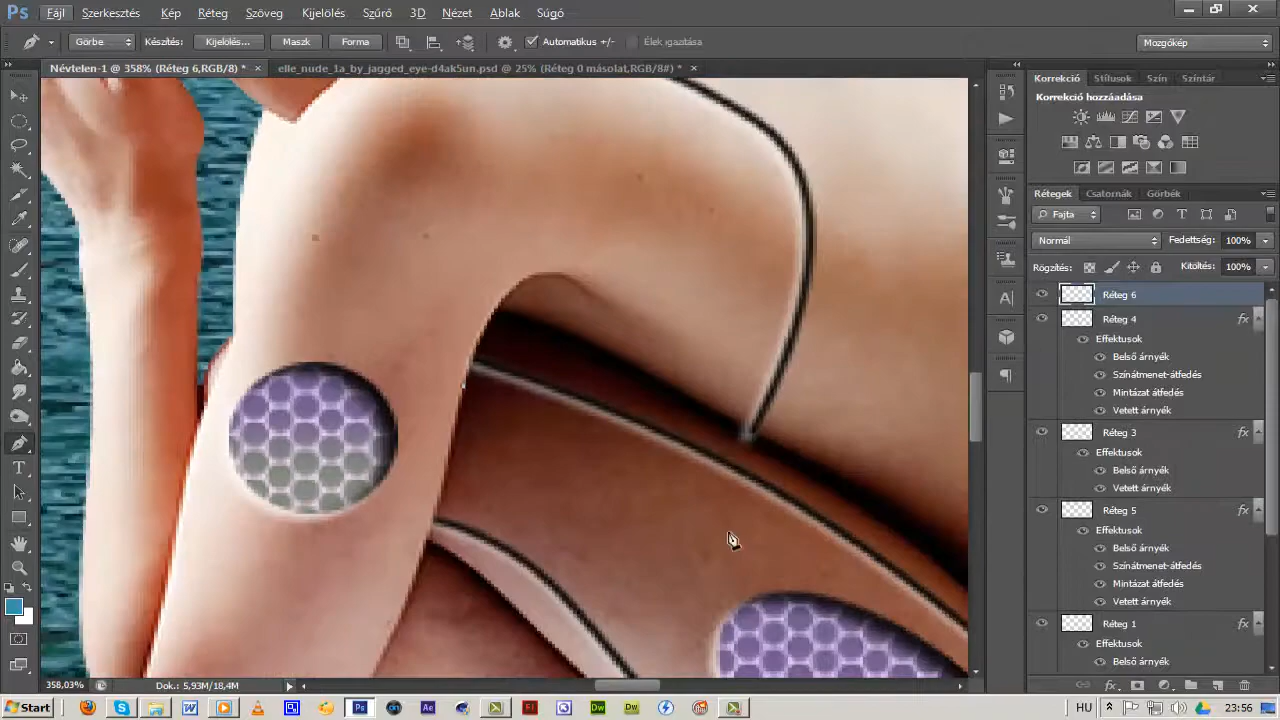 Ps Fájl Szerkesztés Kép Réteg Szöveg Kijelölés Szűrő 3D Nézet Ablak Súgó
Görbe Készítés: Kijelölés... Maszk Forma Automatikus +/- Élek igazítása Mozgókép
Névtelen-1 @ 358% (Réteg 6,RGB/8) * × elle_nude_1a_by_jagged_eye-d4ak5un.psd @ 25% (Réteg 0 másolat,RGB/8#) * ×
Korrekció Stílusok Szín Színtár
Korrekció hozzáadása
Rétegek Csatornák Görbék
Fajta
Normál Fedettség: 100%
Rögzítés: Kitöltés: 100%
Réteg 6
Réteg 4 fx
Effektusok
Belső árnyék
Színátmenet-átfedés
Mintázat átfedés
Vetett árnyék
Réteg 3 fx
Effektusok
Belső árnyék
Vetett árnyék
Réteg 5 fx
Effektusok
Belső árnyék
Színátmenet-átfedés
Mintázat átfedés
Vetett árnyék
Réteg 1 fx
Effektusok
Belső árnyék
358,03% Dok.: 5,93M/18,4M
Start HU 23:56